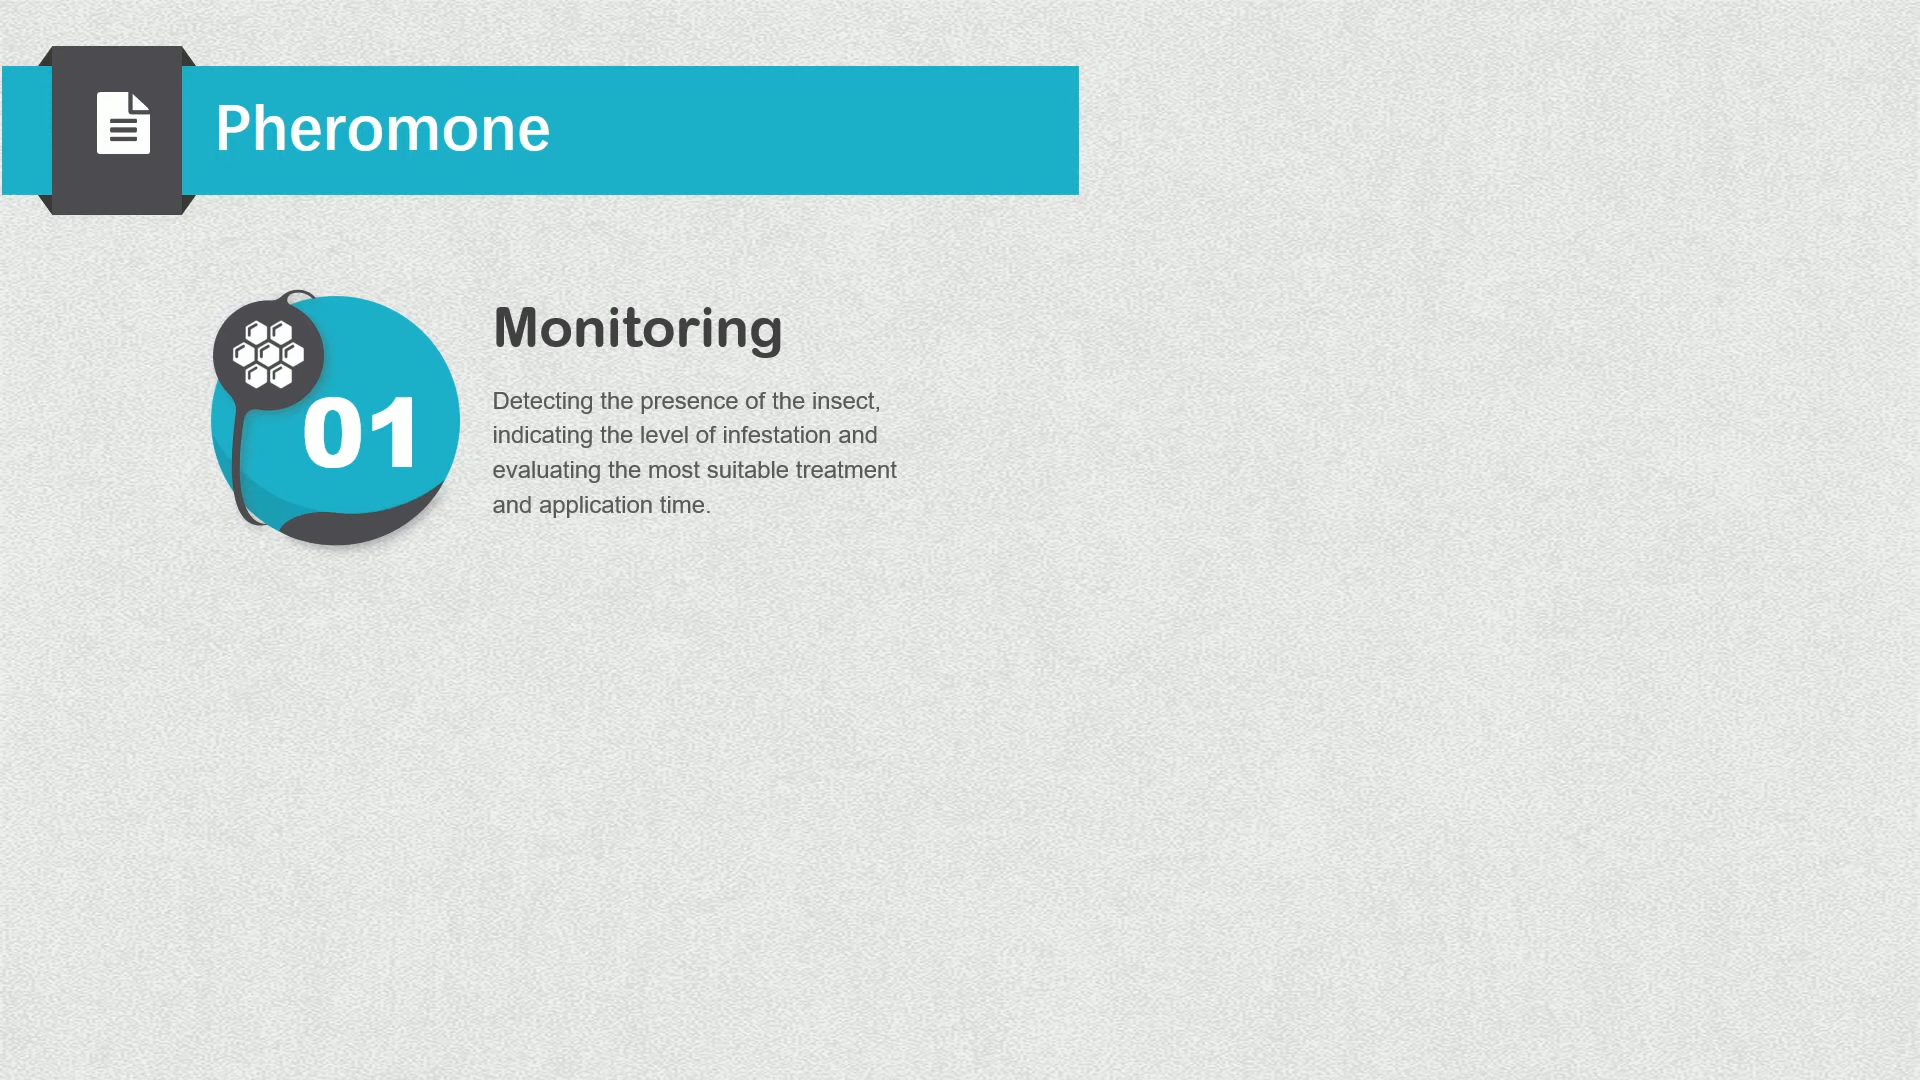 Pheromone
01
Monitoring
Detecting the presence of the insect,
indicating the level of infestation and
evaluating the most suitable treatment
and application time.